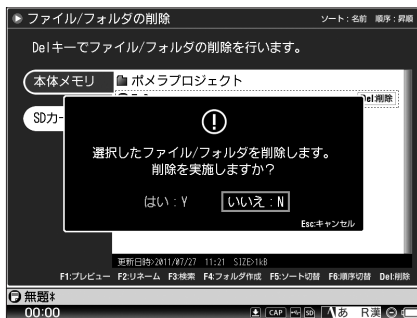 ファイル/フォルダの削除 ソート:名前 順序:昇順
Delキーでファイル/フォルダの削除を行います。
本体メモリ ポメラプロジェクト
Del:削除
SDカー
選択したファイル/フォルダを削除します。
削除を実施しますか?
はい:Y いいえ:N
Esc:キャンセル
更新日時>2011/07/27 11:21 SIZE>1kB
F1:プレビュー F2:リネーム F3:検索 F4:フォルダ作成 F5:ソート切替 F6:順序切替 Del:削除
無題*
00:00 CAP SD あ R漢